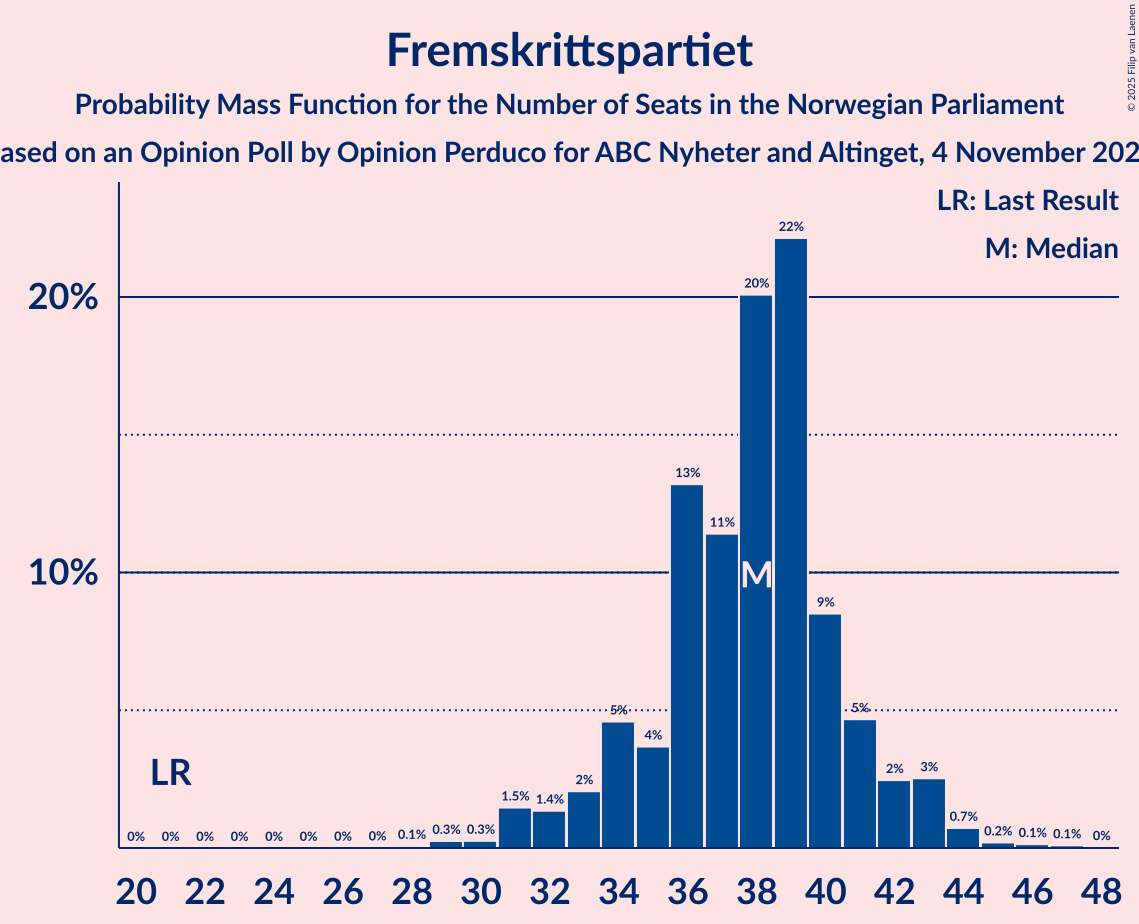 Fremskrittspartiet
Probability Mass Function for the Number of Seats in the Norwegian Parliament
ased on an Opinion Poll by Opinion Perduco for ABC Nyheter and Altinget, 4 November 202
© 2025 Filip van Laenen
LR: Last Result
M: Median
20%
10%
0% 0% 0% 0% 0% 0% 0% 0% 0.1% 0.3% 0.3% 1.5% 1.4% 2% 5% 4% 13% 11% 20% 22% 9% 5% 2% 3% 0.7% 0.2% 0.1% 0.1% 0%
M
LR
20 22 24 26 28 30 32 34 36 38 40 42 44 46 48